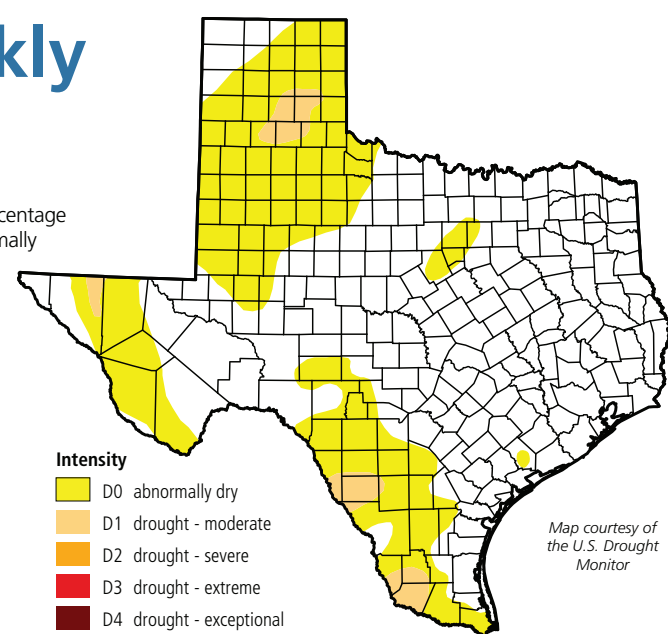 kly
centage
nally
Intensity
D0 abnormally dry
D1 drought - moderate
D2 drought - severe
D3 drought - extreme
D4 drought - exceptional
Map courtesy of
the U.S. Drought
Monitor